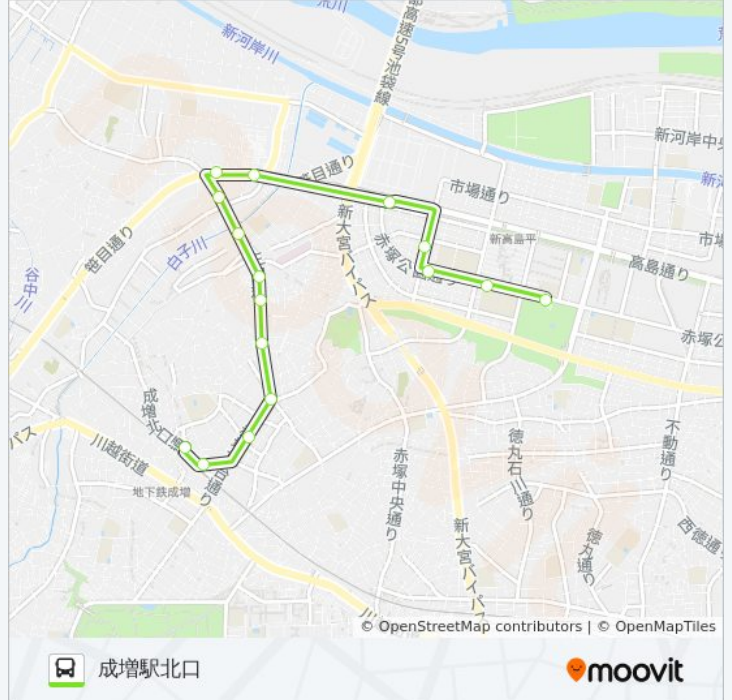 荒川
新河岸川
都高速5号池袋線
新河岸中央
笹目通り
市場通り
新大宮バイパス
赤塚公園通り
新高島平
市場
高島通り
笹目通り
白子川
谷中川
赤塚公
成増北口
川越街道
パス
地下鉄成増
赤塚中央通り
徳丸石川通り
不動通り
新大宮バイパス
徳丸通り
西徳通
© OpenStreetMap contributors | © OpenMapTiles
成増駅北口
moovit